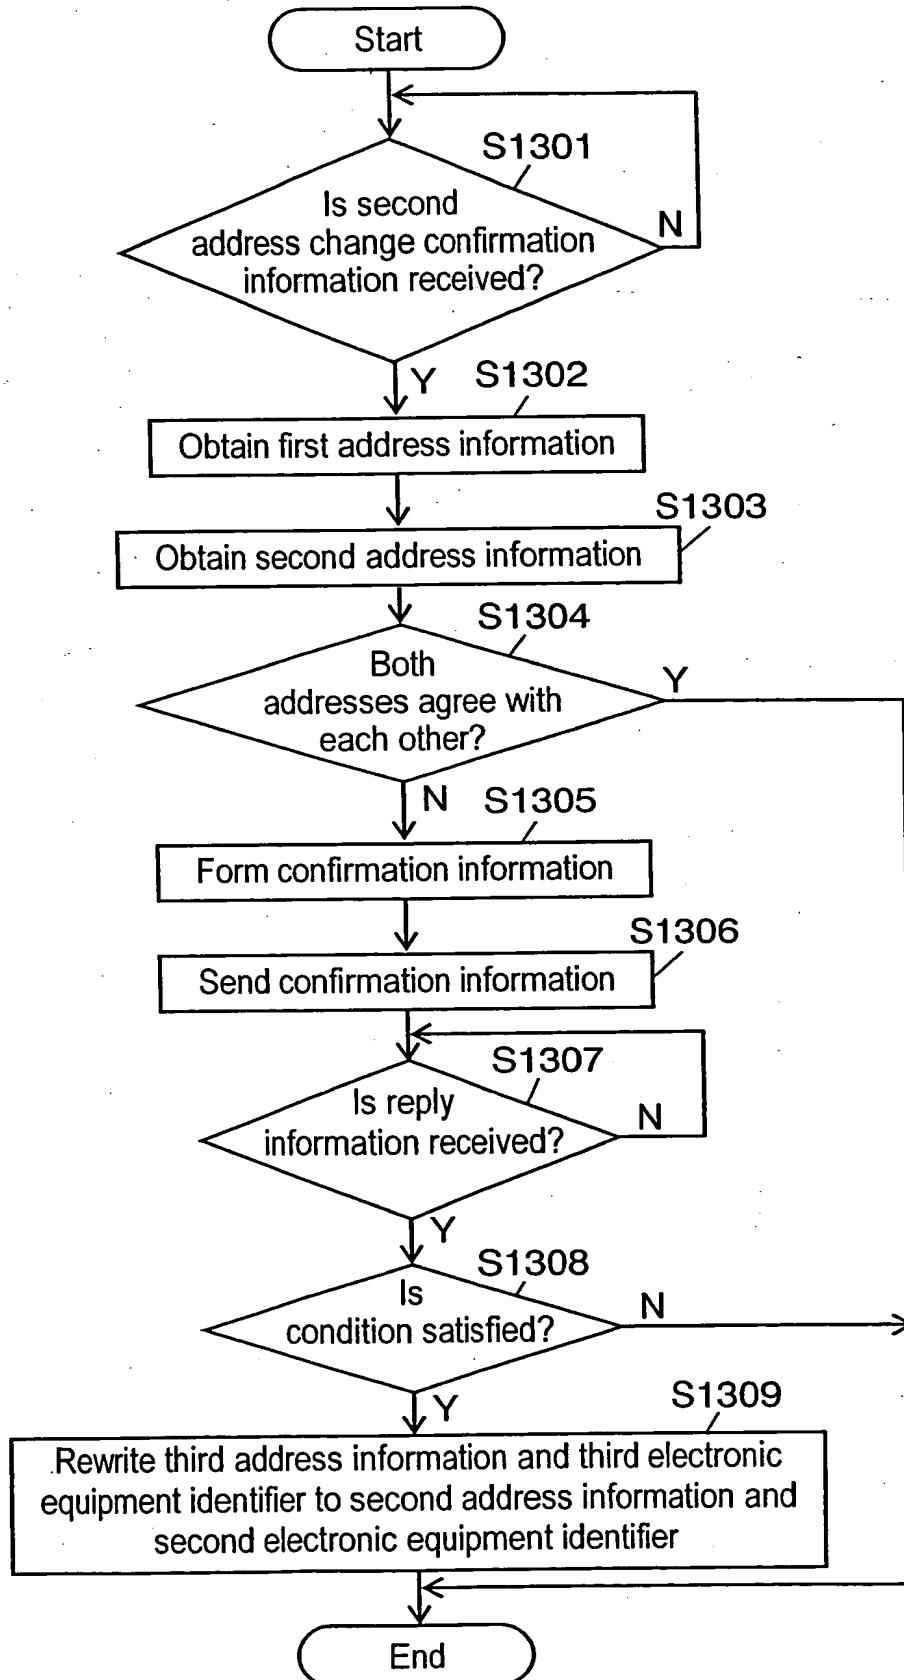 Start
S1301
Is second
address change confirmation
information received?
N
Y
S1302
Obtain first address information
S1303
Obtain second address information
S1304
Both
addresses agree with
each other?
Y
N
S1305
Form confirmation information
S1306
Send confirmation information
S1307
Is reply
information received?
N
Y
S1308
Is
condition satisfied?
N
Y
S1309
Rewrite third address information and third electronic
equipment identifier to second address information and
second electronic equipment identifier
End